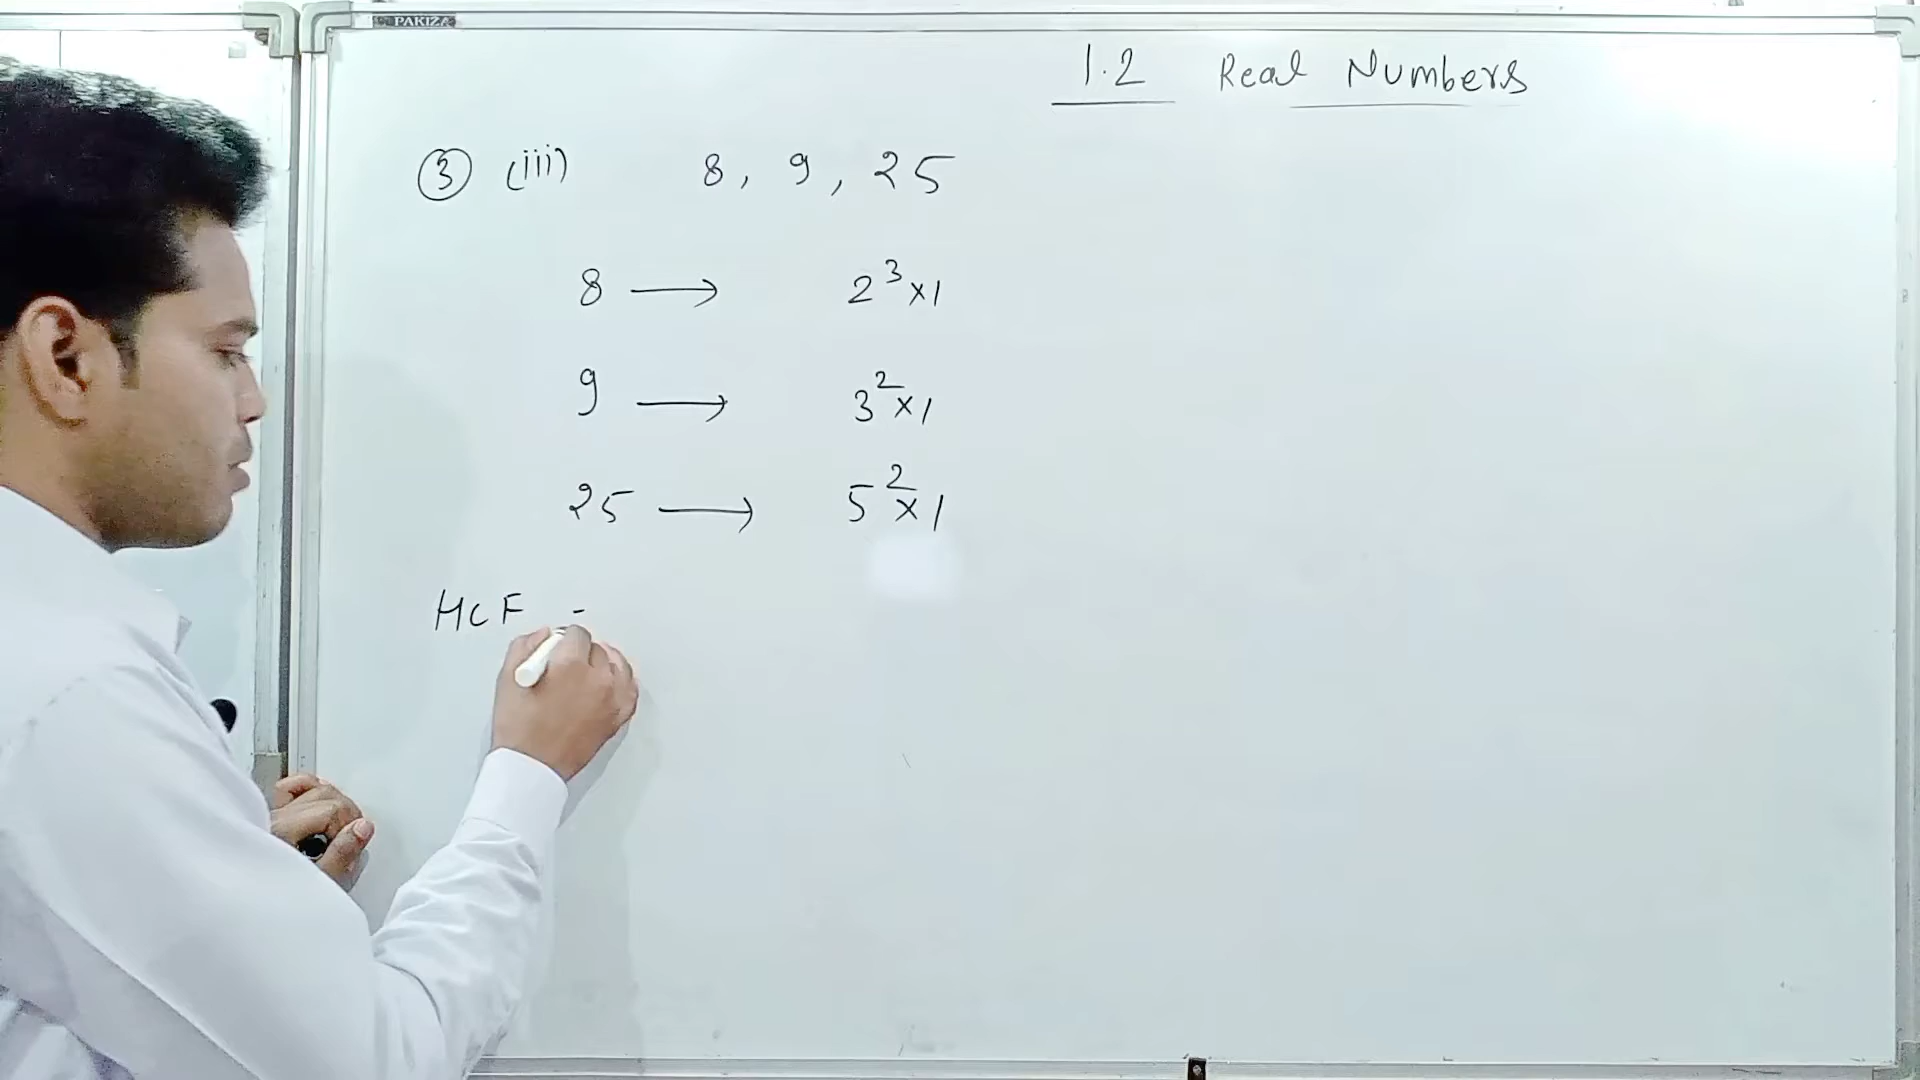 PAKIZA
1.2 Real Numbers
③ (iii) 8, 9, 25
8 → 2³×1
9 → 3²×1
25 → 5²×1
HCF -